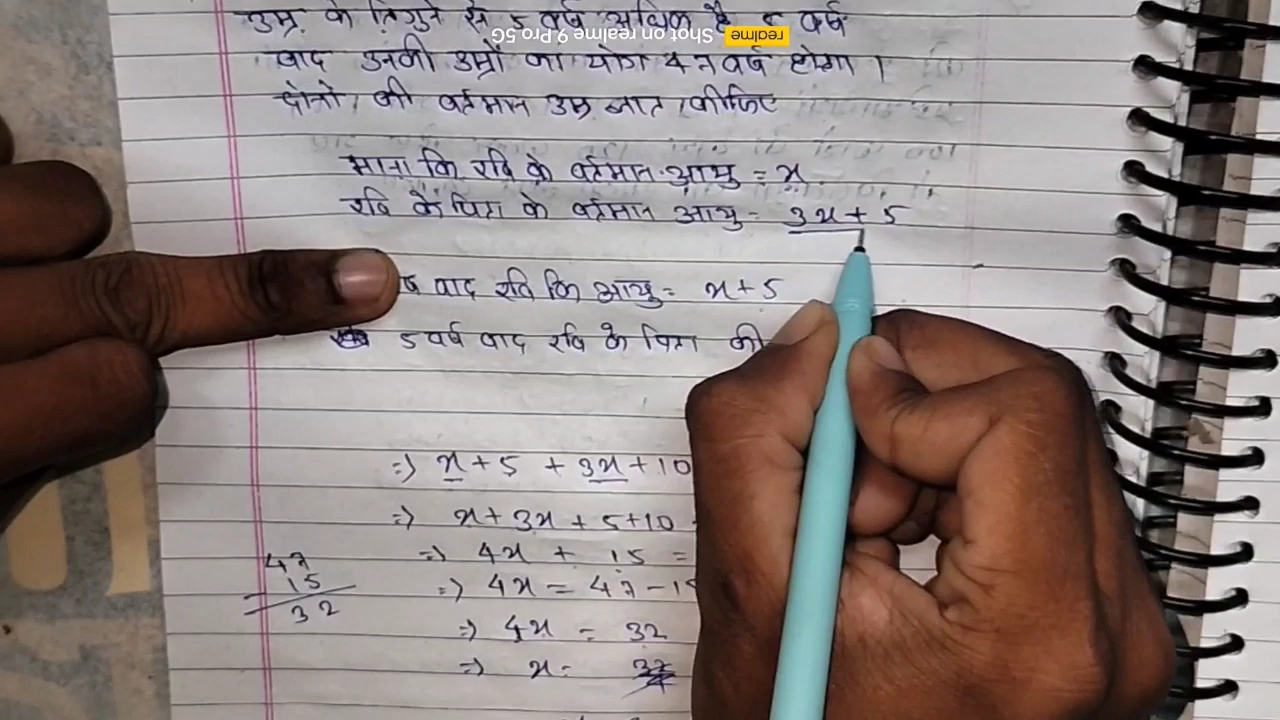 उम्र के तिगुने से 5 वर्ष अधिक है 5 वर्ष
realme Shot on realme 9 Pro 5G
बाद उनकी उम्रों का योग 47 वर्ष होगा ।
दोनों की वर्तमान उम्र ज्ञात कीजिए
माना कि रवि के वर्तमान आयु = x
रवि के पिता के वर्तमान आयु - 3x + 5
बाद रवि कि आयु = x + 5
5 वर्ष बाद रवि के पिता की
=> x + 5 + 3x + 10
=> x + 3x + 5 + 10
=> 4x + 15 =
=> 4x = 47 - 15
=> 4x = 32
=> x =
47
15
- 32